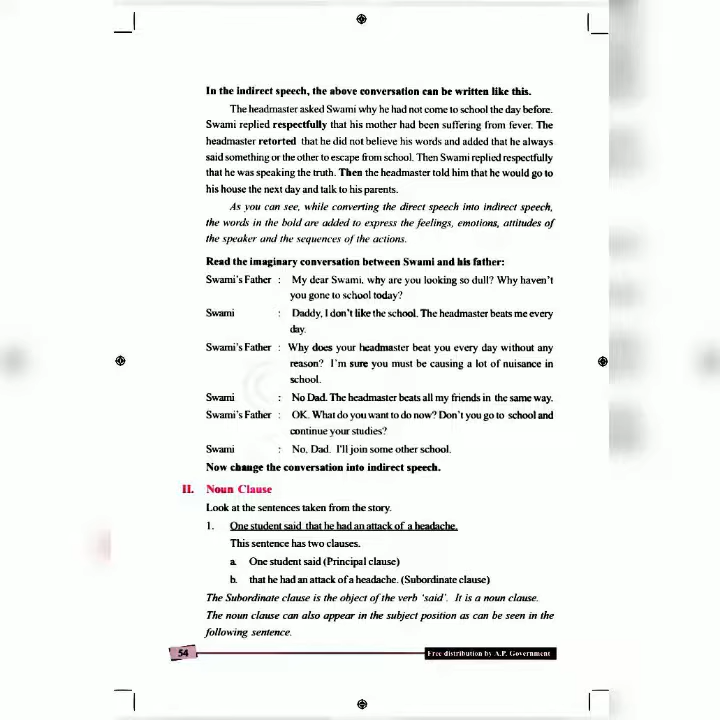 In the indirect speech, the above conversation can be written like this.
The headmaster asked Swami why he had not come to school the day before.
Swami replied respectfully that his mother had been suffering from fever. The
headmaster retorted that he did not believe his words and added that he always
said something or the other to escape from school. Then Swami replied respectfully
that he was speaking the truth. Then the headmaster told him that he would go to
his house the next day and talk to his parents.
As you can see, while converting the direct speech into indirect speech,
the words in the bold are added to express the feelings, emotions, attitudes of
the speaker and the sequences of the actions.
Read the imaginary conversation between Swami and his father:
Swami's Father : My dear Swami, why are you looking so dull? Why haven't
you gone to school today?
Swami : Daddy, I don't like the school. The headmaster beats me every
day.
Swami's Father : Why does your headmaster beat you every day without any
reason? I'm sure you must be causing a lot of nuisance in
school.
Swami : No Dad. The headmaster beats all my friends in the same way.
Swami's Father : OK. What do you want to do now? Don't you go to school and
continue your studies?
Swami : No, Dad. I'll join some other school.
Now change the conversation into indirect speech.
II. Noun Clause
Look at the sentences taken from the story.
1. One student said that he had an attack of a headache.
This sentence has two clauses.
a. One student said (Principal clause)
b. that he had an attack of a headache. (Subordinate clause)
The Subordinate clause is the object of the verb 'said'. It is a noun clause.
The noun clause can also appear in the subject position as can be seen in the
following sentence.
54
Free distribution by A.P. Government